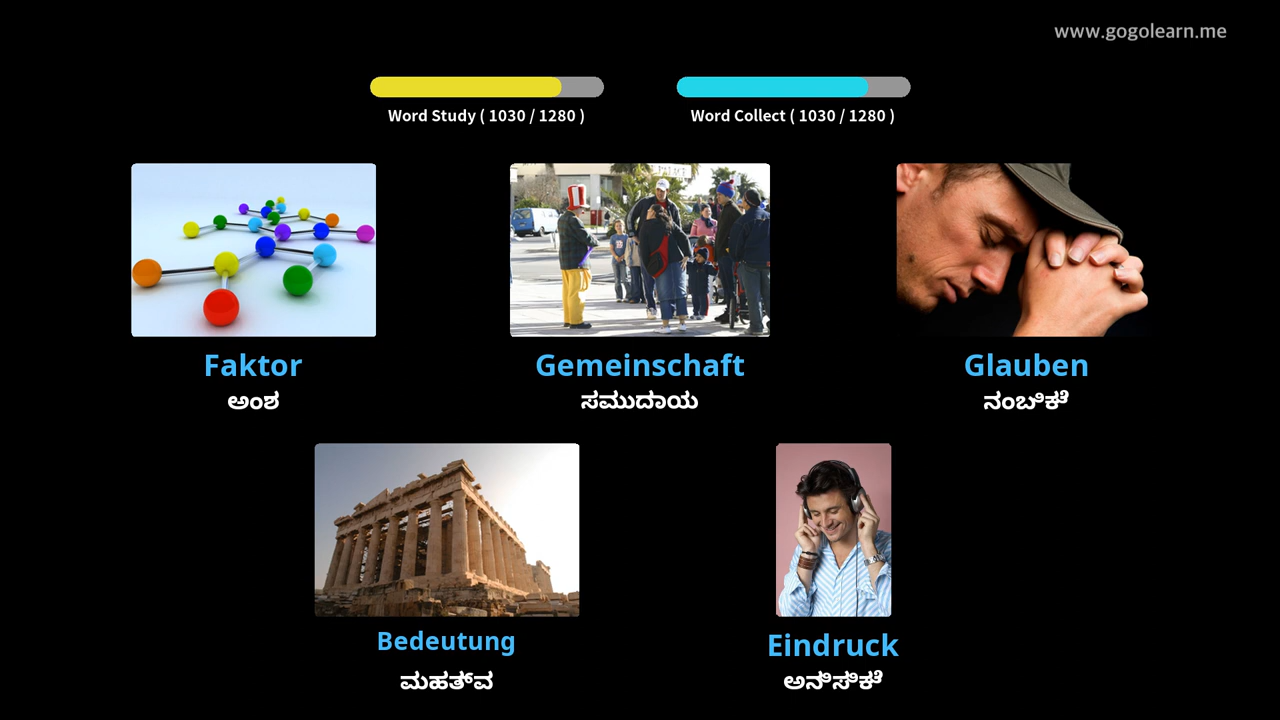 www.gogolearn.me
Word Study ( 1030 / 1280 )
Word Collect ( 1030 / 1280 )
Faktor
ಅಂಶ
Gemeinschaft
ಸಮುದಾಯ
Glauben
ನಂಬಿಕೆ
Bedeutung
ಮಹತ್ವ
Eindruck
ಅನಿಸಿಕೆ